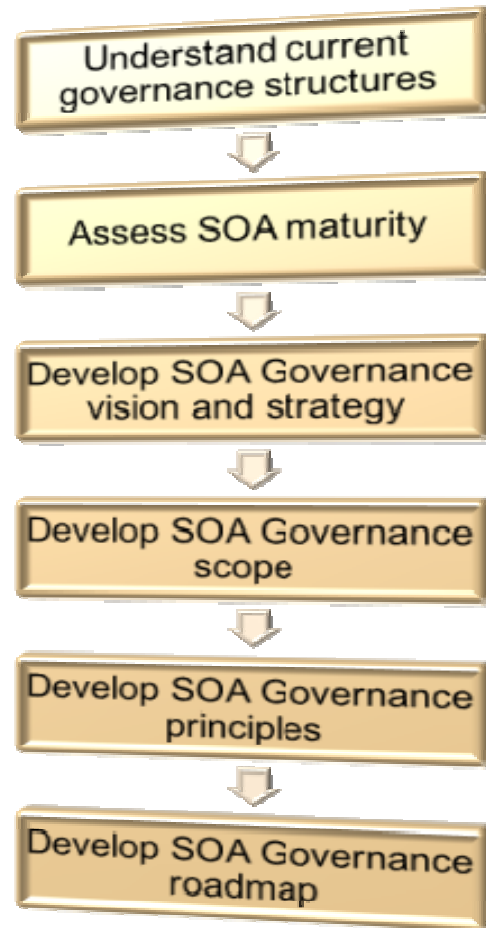 Understand current
governance structures
Assess SOA maturity
Develop SOA Governance
vision and strategy
Develop SOA Governance
scope
Develop SOA Governance
principles
Develop SOA Governance
roadmap